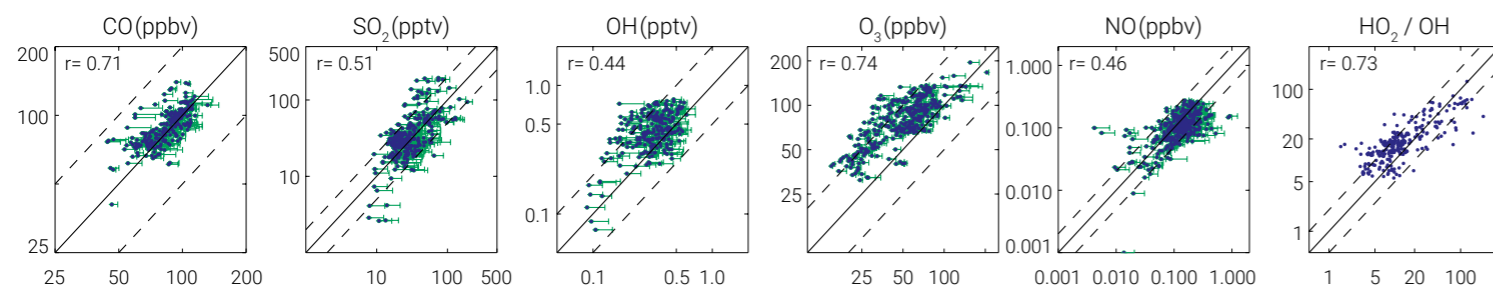 CO(ppbv) SO₂(pptv) OH(pptv) O₃(ppbv) NO(ppbv) HO₂ / OH
r= 0.71 r= 0.51 r= 0.44 r= 0.74 r= 0.46 r= 0.73
200 500 1.0 200 1.000 100
100 100 0.5 100 0.100 20
50 5
10 0.1 25 0.010
25 0.001 1
25 50 100 200 10 100 500 0.1 0.5 1.0 25 50 100 0.001 0.010 0.100 1.000 1 5 20 100